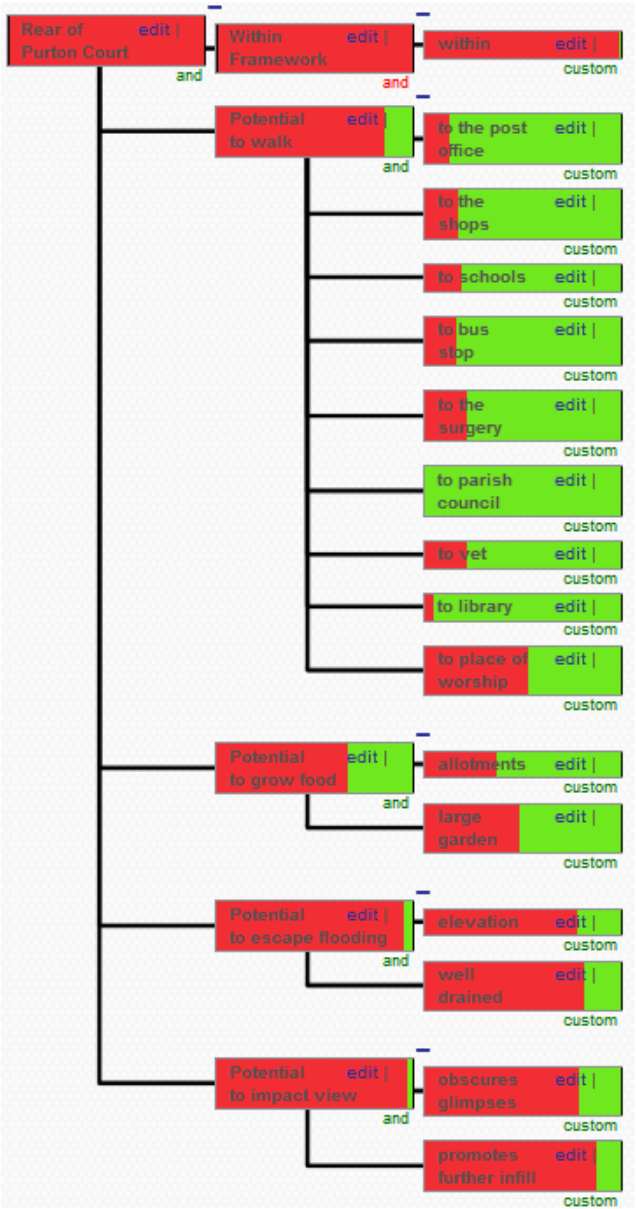 Rear of edit |
Purton Court
and
Within edit |
Framework
and
within edit |
custom
Potential edit |
to walk
and
to the post edit |
office
custom
to the edit |
shops
custom
to schools edit |
custom
to bus edit |
stop
custom
to the edit |
surgery
custom
to parish edit |
council
custom
to vet edit |
custom
to library edit |
custom
to place of edit |
worship
custom
Potential edit |
to grow food
and
allotments edit |
custom
large edit |
garden
custom
Potential edit |
to escape flooding
and
elevation edit |
custom
well edit |
drained
custom
Potential edit |
to impact view
and
obscures edit |
glimpses
custom
promotes edit |
further infill
custom